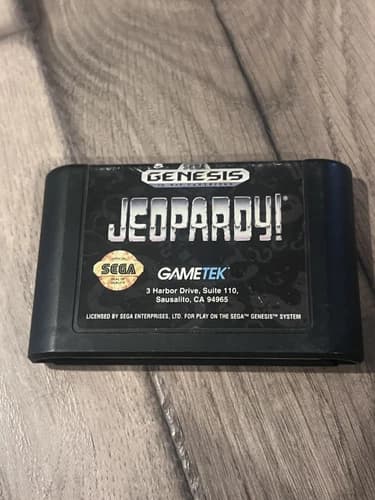 GENESIS
JEOPARDY!
SEGA
GAMETEK
3 Harbor Drive, Suite 110,
Sausalito, CA 94965
LICENSED BY SEGA ENTERPRISES, LTD. FOR PLAY ON THE SEGA™ GENESIS™ SYSTEM